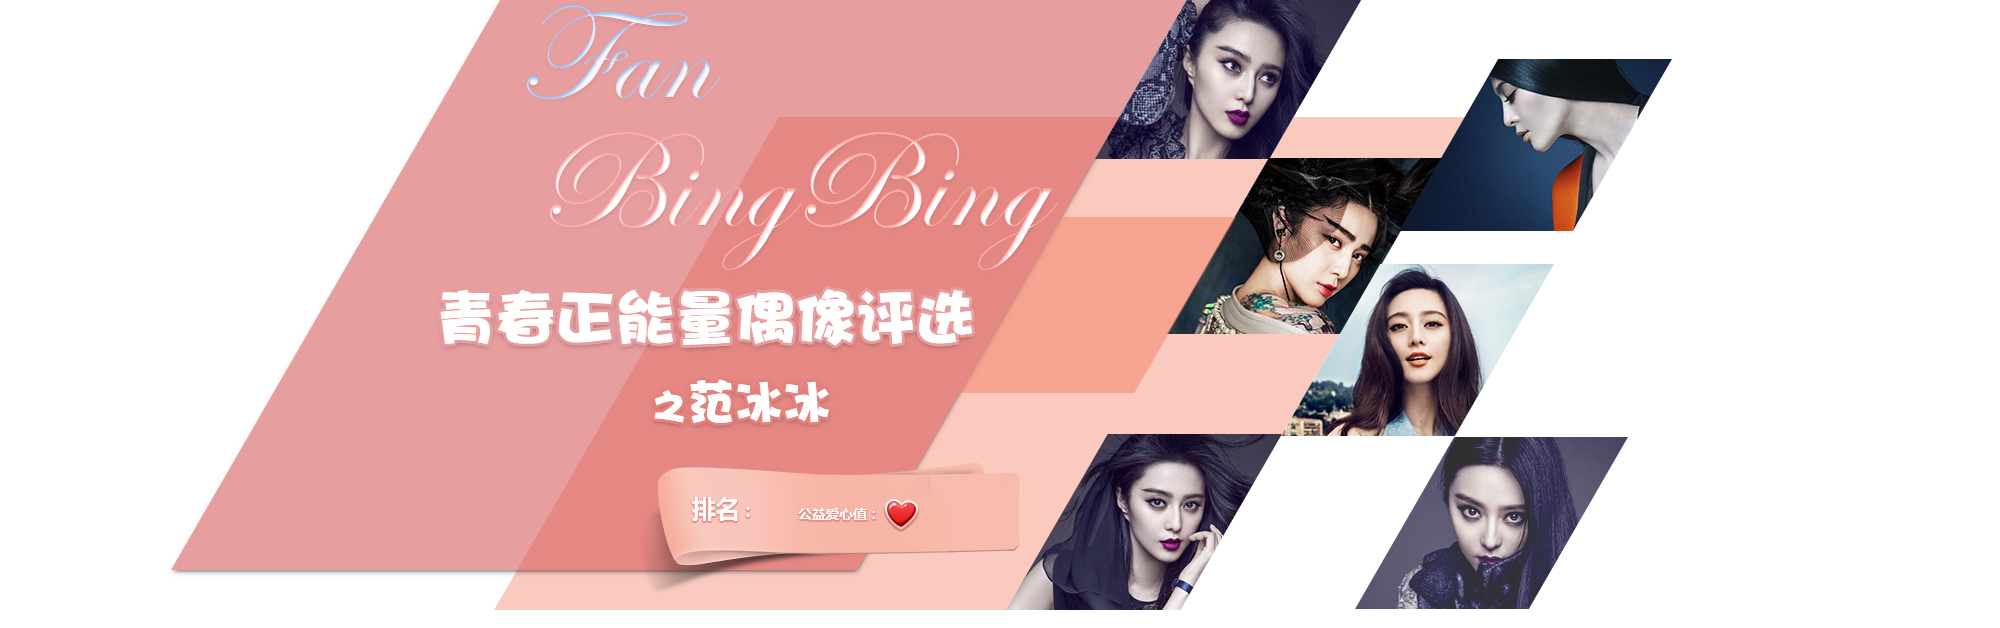 Fan
BingBing
青春正能量偶像评选
之范冰冰
排名： 公益爱心值：